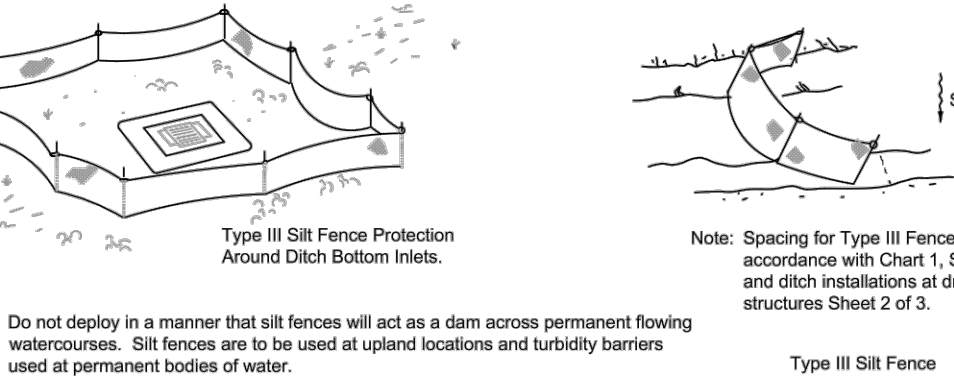 Type III Silt Fence Protection
Around Ditch Bottom Inlets.
Note: Spacing for Type III Fence
accordance with Chart 1, S
and ditch installations at d
structures Sheet 2 of 3.
Do not deploy in a manner that silt fences will act as a dam across permanent flowing
watercourses. Silt fences are to be used at upland locations and turbidity barriers
used at permanent bodies of water.
Type III Silt Fence